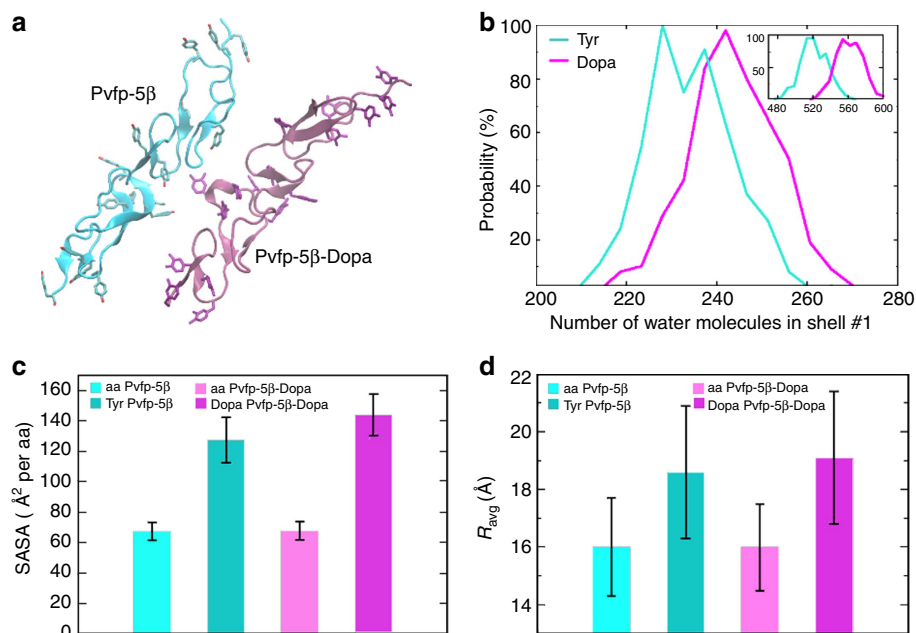 a
Pvfp-5β
Pvfp-5β-Dopa
b
Tyr
Dopa
100
50
480 520 560 600
Probability (%)
100
80
60
40
20
200 220 240 260 280
Number of water molecules in shell #1
c
aa Pvfp-5β
aa Pvfp-5β-Dopa
Tyr Pvfp-5β
Dopa Pvfp-5β-Dopa
SASA ( Å² per aa)
160
140
120
100
80
60
40
20
0
d
aa Pvfp-5β
aa Pvfp-5β-Dopa
Tyr Pvfp-5β
Dopa Pvfp-5β-Dopa
Ravg (Å)
22
20
18
16
14